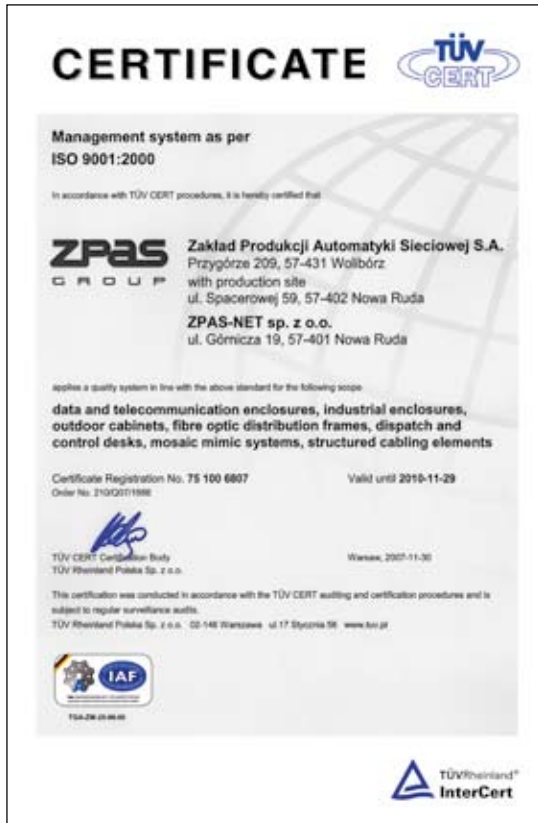 CERTIFICATE
TÜV
CERT
Management system as per
ISO 9001:2000
In accordance with TÜV CERT procedures, it is hereby certified that
ZPAS
GROUP
Zakład Produkcji Automatyki Sieciowej S.A.
Przygórze 209, 57-431 Wolibórz
with production site
ul. Spacerowej 59, 57-402 Nowa Ruda
ZPAS-NET sp. z o.o.
ul. Górnicza 19, 57-401 Nowa Ruda
applies a quality system in line with the above standard for the following scope
data and telecommunication enclosures, industrial enclosures,
outdoor cabinets, fibre optic distribution frames, dispatch and
control desks, mosaic mimic systems, structured cabling elements
Certificate Registration No. 75 100 6807
Valid until 2010-11-29
Order No.
TÜV CERT Certification Body
Warsaw, 2007-11-30
TÜV Rheinland Polska Sp. z o.o.
This certification was conducted in accordance with the TÜV CERT auditing and certification procedures and is
subject to regular surveillance audits.
TÜV Rheinland Polska Sp. z o.o. 02-146 Warszawa ul.17 Stycznia 56 www.tuv.pl
IAF
TÜVRheinland®
InterCert